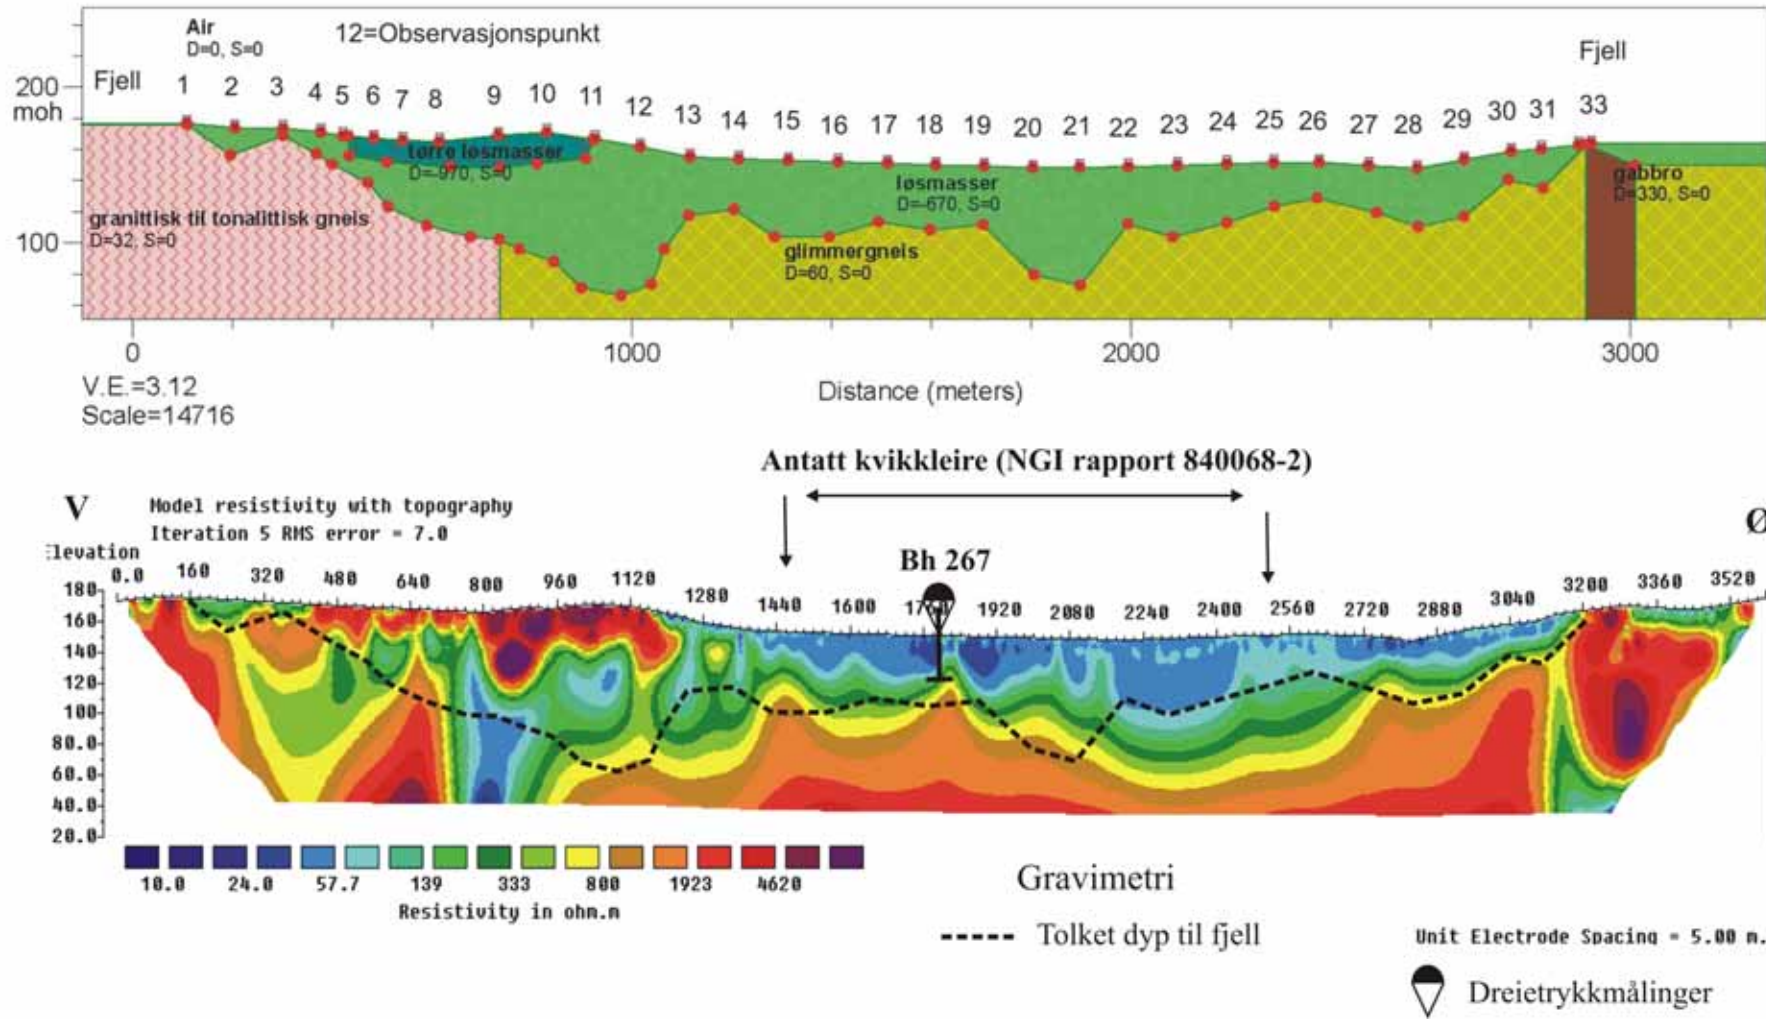 Air
D=0, S=0
12=Observasjonspunkt
Fjell
Fjell
200
moh
1 2 3 4 5 6 7 8 9 10 11 12 13 14 15 16 17 18 19 20 21 22 23 24 25 26 27 28 29 30 31 33
tørre løsmasser
D=-970, S=0
løsmasser
D=-670, S=0
gabbro
D=330, S=0
granittisk til tonalittisk gneis
D=32, S=0
100
glimmergneis
D=60, S=0
0 1000 2000 3000
V.E.=3.12
Distance (meters)
Scale=14716
Antatt kvikkleire (NGI rapport 840068-2)
V
Model resistivity with topography
Ø
Iteration 5 RMS error = 7.0
levation
Bh 267
0.0 160 320 480 640 800 960 1120 1280 1440 1600 1920 2080 2240 2400 2560 2720 2880 3040 3200 3360 3520
180
160
140
120
100
80.0
60.0
40.0
20.0
10.0 24.0 57.7 139 333 800 1923 4620
Resistivity in ohm.m
Gravimetri
Tolket dyp til fjell
Unit Electrode Spacing = 5.00 m.
Dreietrykkmålinger